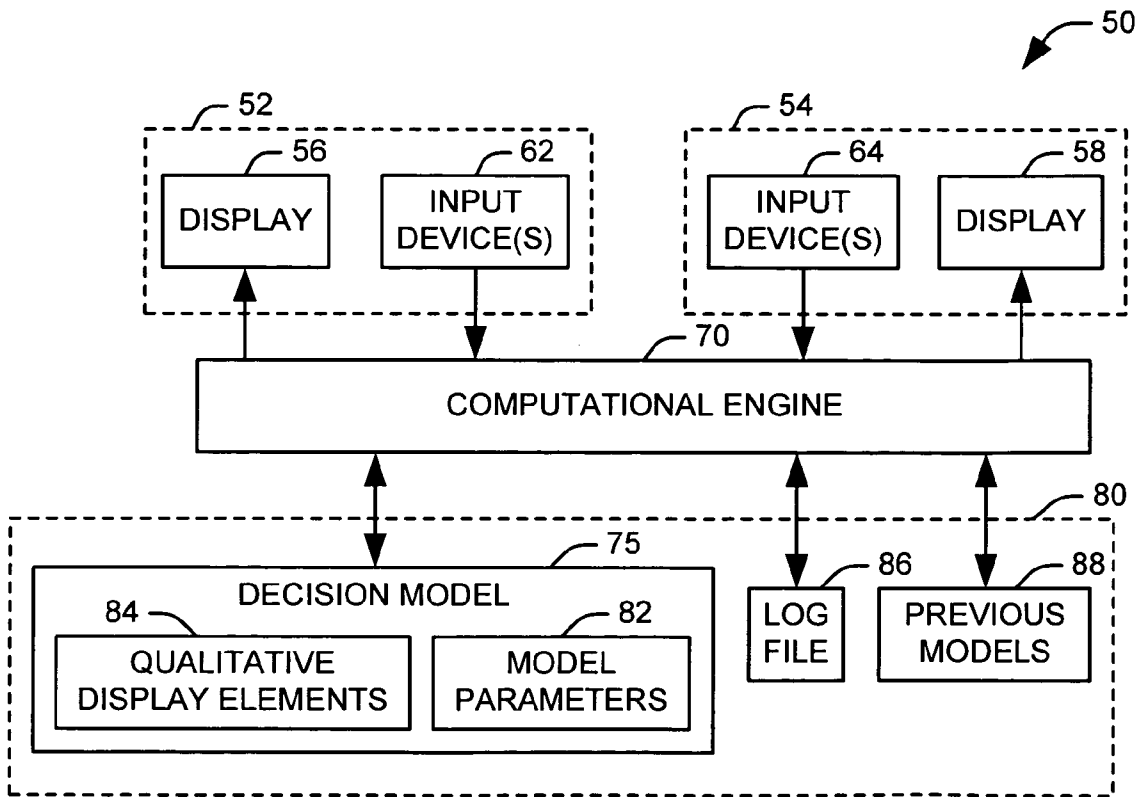 50
52
54
56
62
64
58
DISPLAY
INPUT
DEVICE(S)
INPUT
DEVICE(S)
DISPLAY
70
COMPUTATIONAL ENGINE
80
75
86
88
DECISION MODEL
LOG
FILE
PREVIOUS
MODELS
84
82
QUALITATIVE
DISPLAY ELEMENTS
MODEL
PARAMETERS